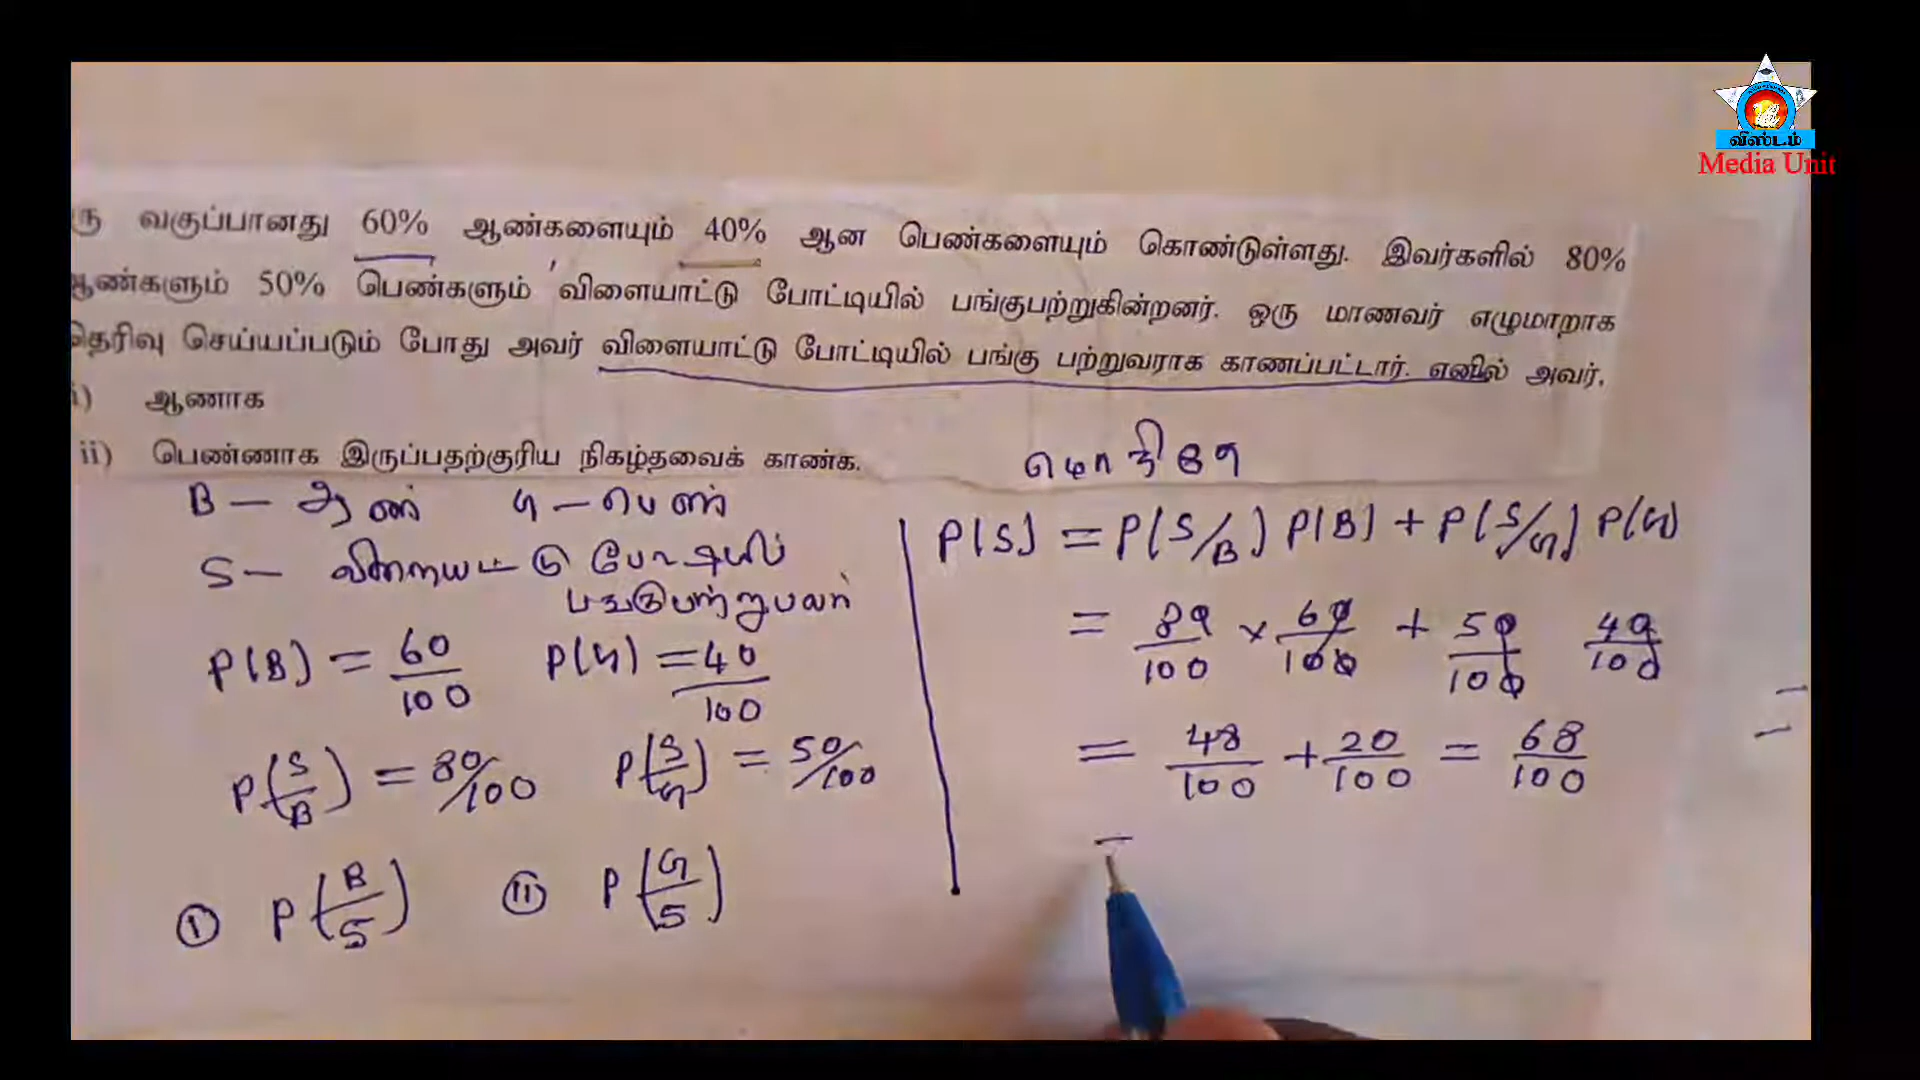 விஸ்டம்
Media Unit
ரு வகுப்பானது 60% ஆண்களையும் 40% ஆன பெண்களையும் கொண்டுள்ளது. இவர்களில் 80%
ஆண்களும் 50% பெண்களும் விளையாட்டு போட்டியில் பங்குபற்றுகின்றனர். ஒரு மாணவர் எழுமாறாக
தெரிவு செய்யப்படும் போது அவர் விளையாட்டு போட்டியில் பங்கு பற்றுவராக காணப்பட்டார். எனில் அவர்,
i) ஆணாக
ii) பெண்ணாக இருப்பதற்குரிய நிகழ்தவைக் காண்க.
B - ஆண் G - பெண்
S - விளையட்டு போட்டியில்
பங்குபற்றுபவர்
P(B) = 60/100 P(G) = 40/100
P(S/B) = 80/100 P(S/G) = 50/100
(i) P(B/S) (ii) P(G/S)
P(S) = P(S/B) P(B) + P(S/G) P(G)
= 80/100 × 60/100 + 50/100 40/100
= 48/100 + 20/100 = 68/100